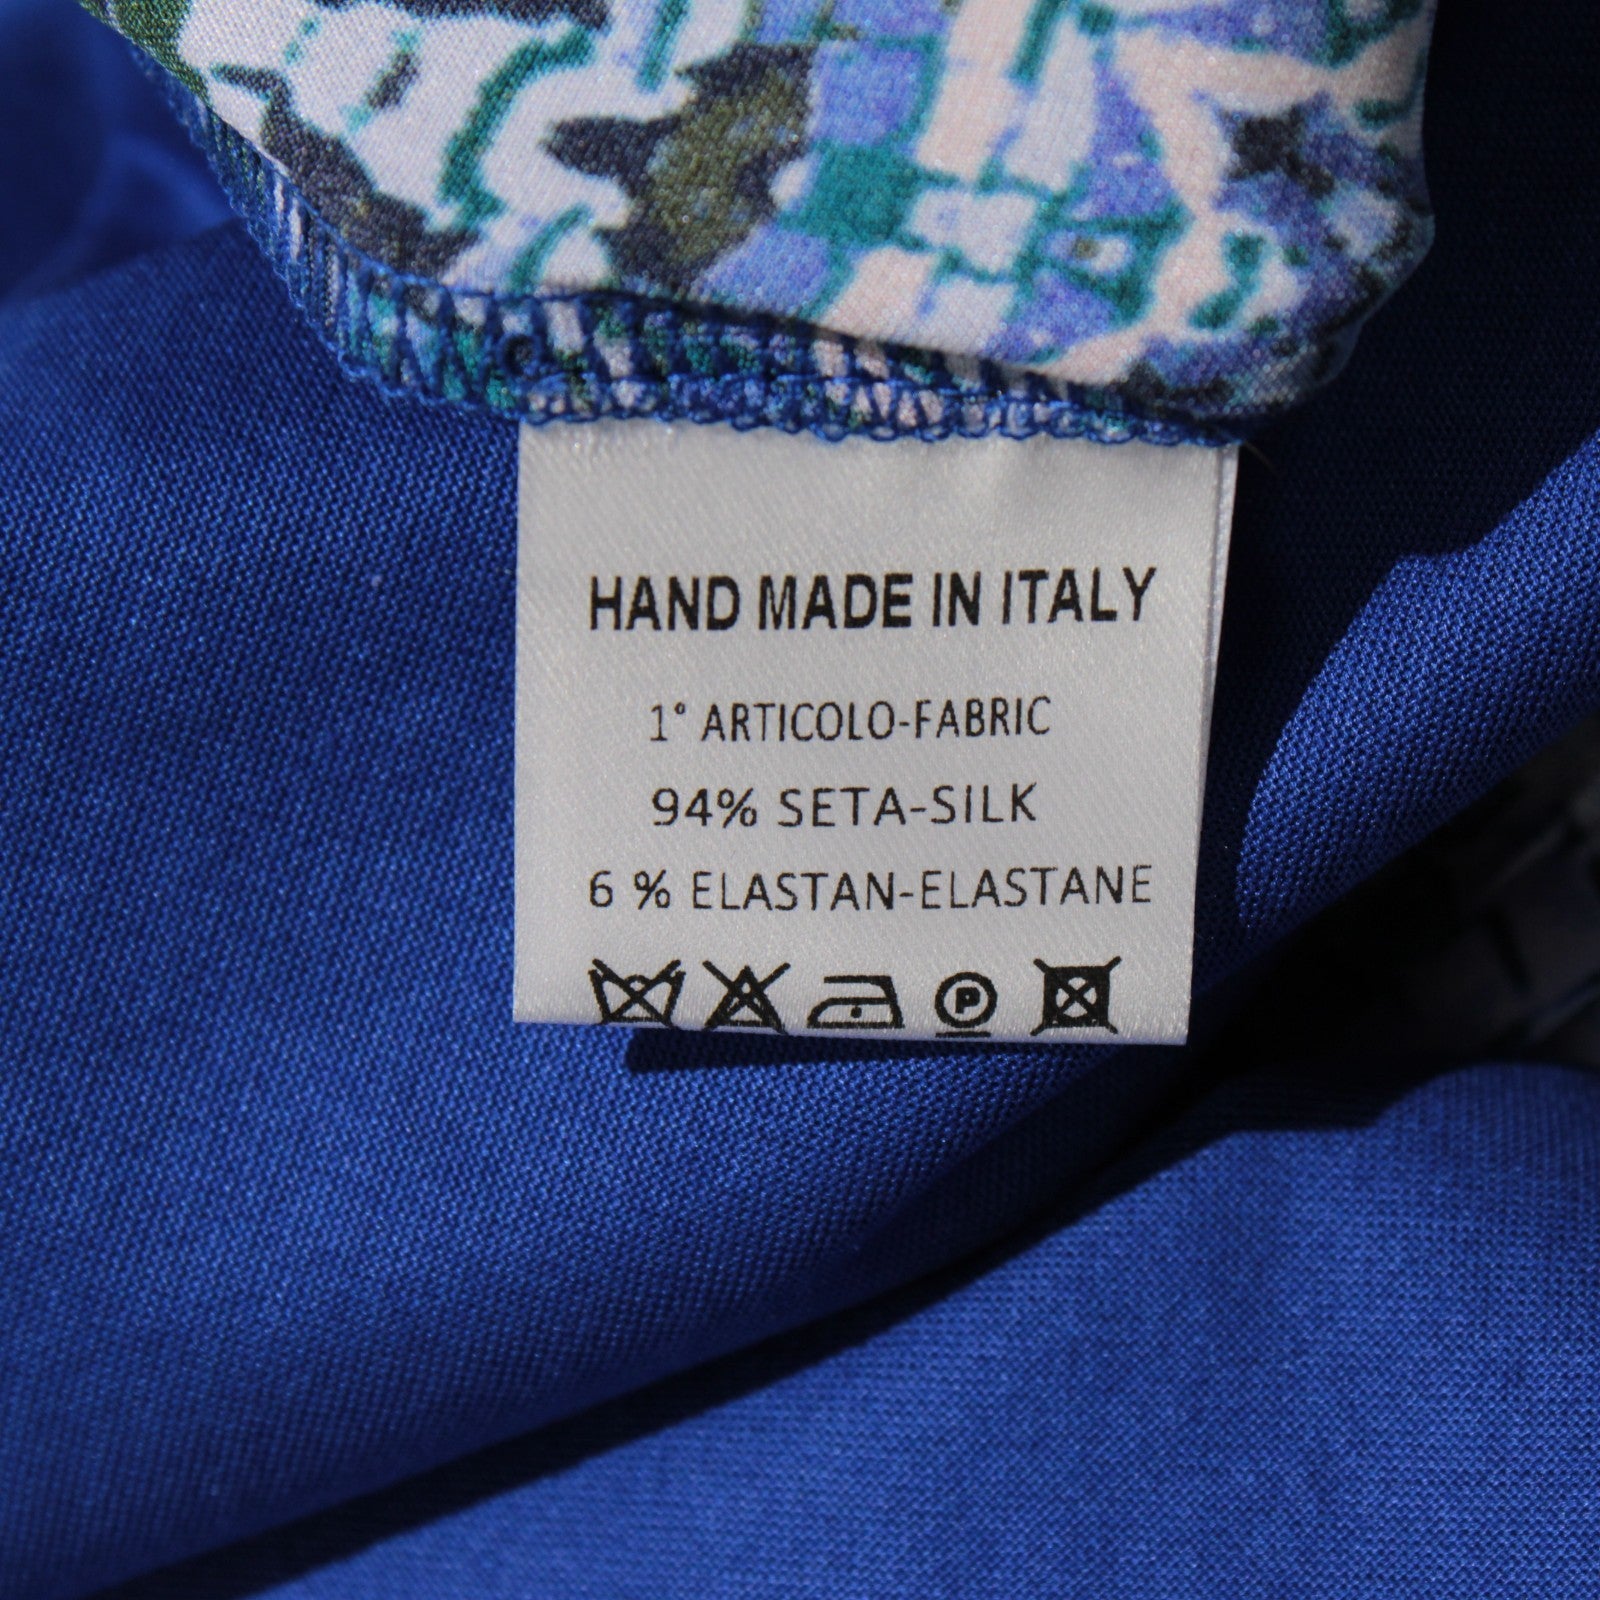 HAND MADE IN ITALY
1° ARTICOLO-FABRIC
94% SETA-SILK
6 % ELASTAN-ELASTANE
P